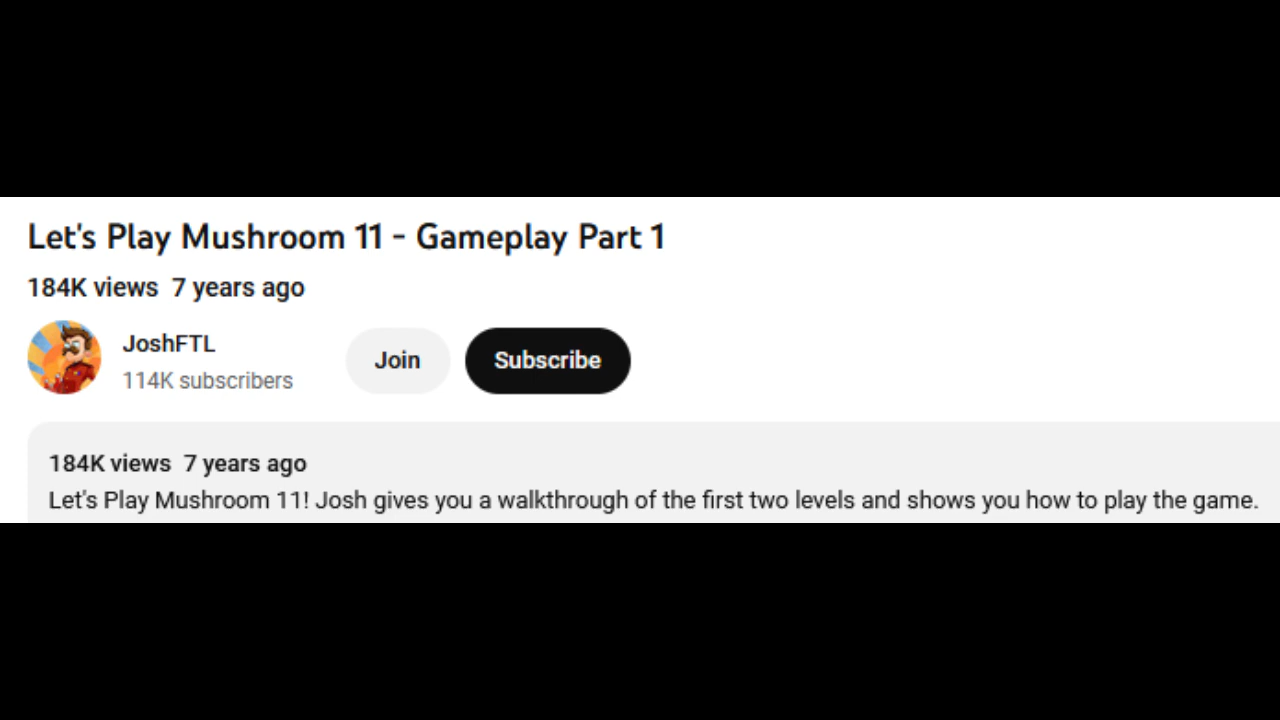 Let's Play Mushroom 11 - Gameplay Part 1
184K views 7 years ago
JoshFTL
114K subscribers
Join
Subscribe
184K views 7 years ago
Let's Play Mushroom 11! Josh gives you a walkthrough of the first two levels and shows you how to play the game.